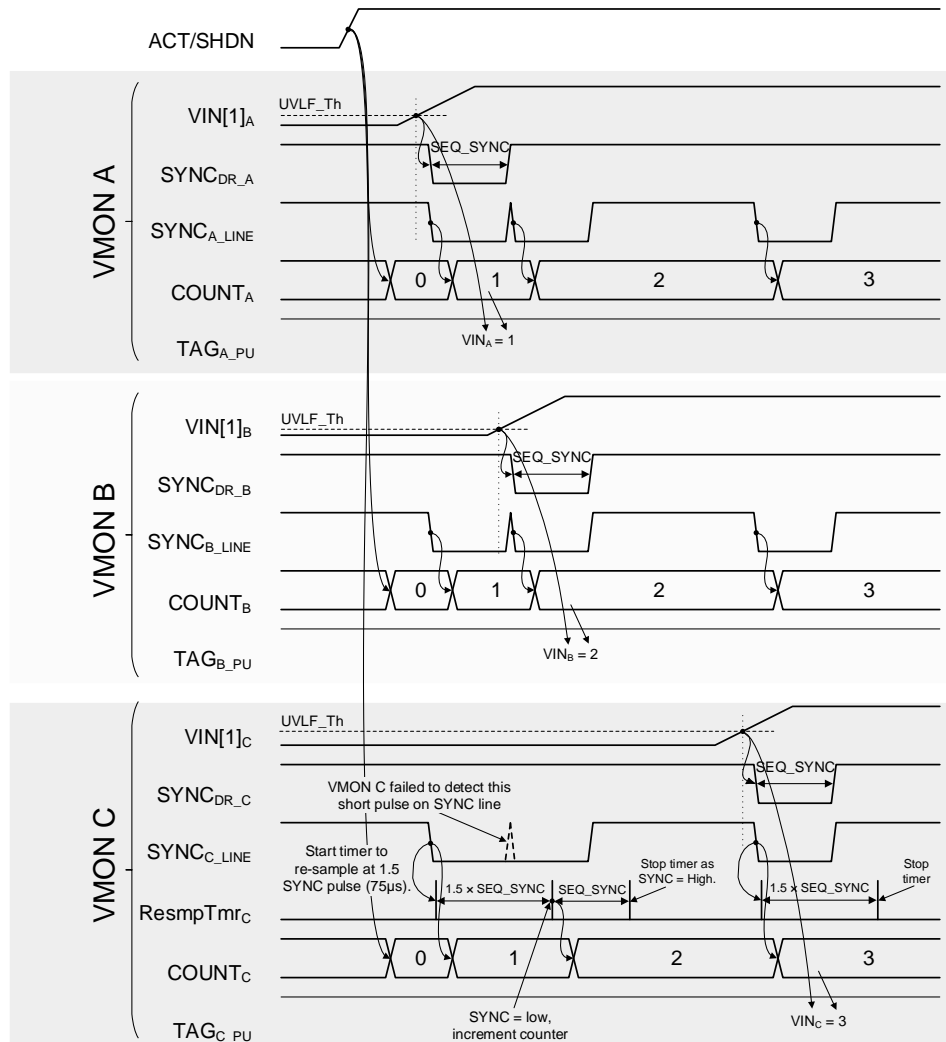 ACT/SHDN
VMON A
UVLF_Th
VIN[1]A
SEQ_SYNC
SYNCDR_A
SYNCA_LINE
COUNTA
0 1 2 3
VINA = 1
TAGA_PU
VMON B
UVLF_Th
VIN[1]B
SEQ_SYNC
SYNCDR_B
SYNCB_LINE
COUNTB
0 1 2 3
VINB = 2
TAGB_PU
VMON C
UVLF_Th
VIN[1]C
SEQ_SYNC
SYNCDR_C
VMON C failed to detect this
short pulse on SYNC line
SYNCC_LINE
Start timer to
re-sample at 1.5
SYNC pulse (75µs).
1.5 x SEQ_SYNC
SEQ_SYNC
Stop timer as
SYNC = High.
1.5 x SEQ_SYNC
Stop
timer
ResmpTmrC
COUNTC
0 1 2 3
SYNC = low,
increment counter
VINC = 3
TAGC_PU